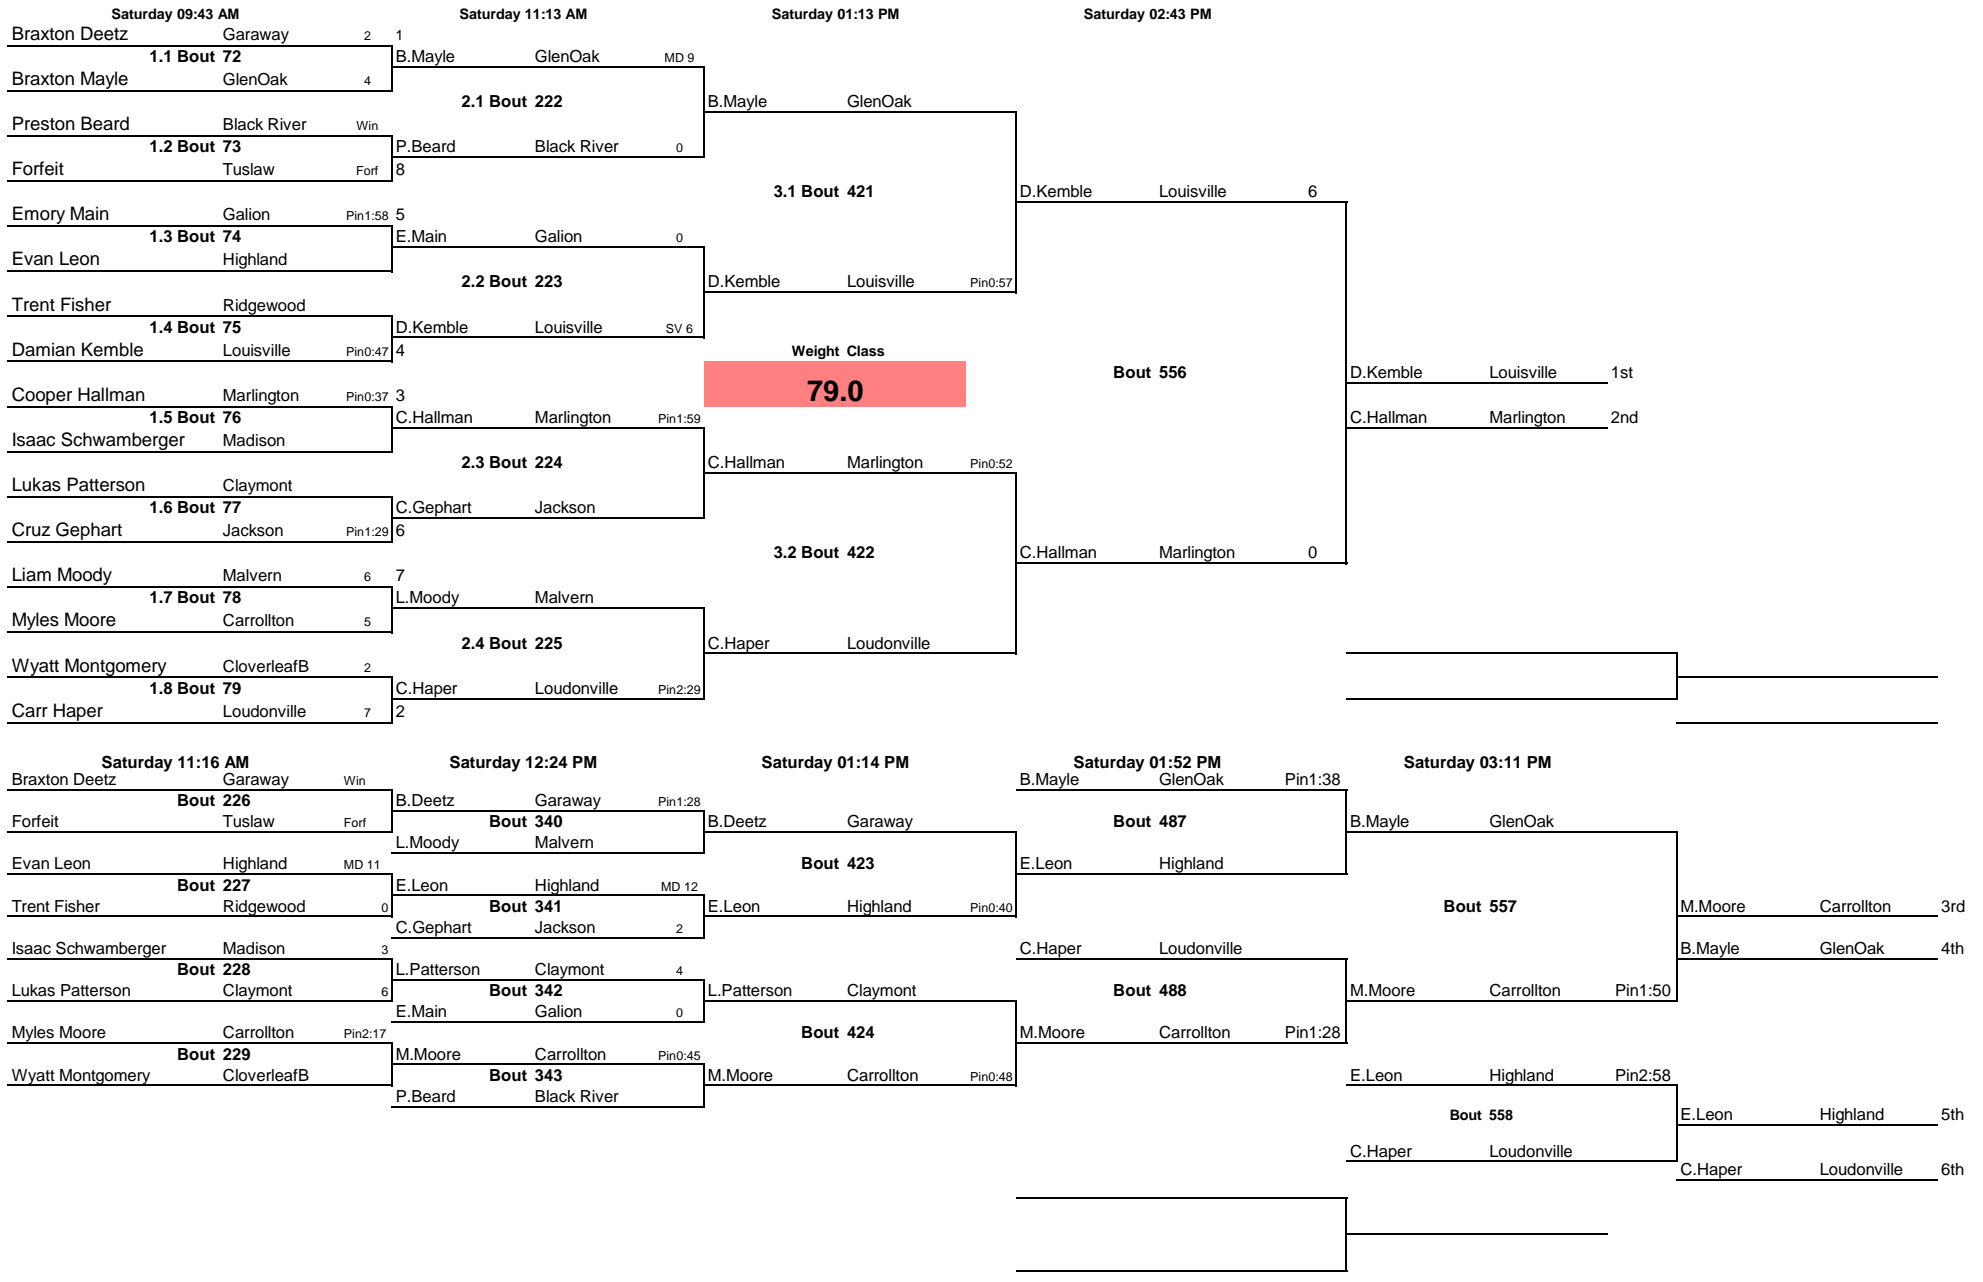 Saturday 09:43 AM Saturday 11:13 AM Saturday 01:13 PM Saturday 02:43 PM
Braxton Deetz Garaway 2 1
1.1 Bout 72 B.Mayle GlenOak MD 9
Braxton Mayle GlenOak 4
2.1 Bout 222 B.Mayle GlenOak
Preston Beard Black River Win
1.2 Bout 73 P.Beard Black River 0
Forfeit Tuslaw Forf 8
3.1 Bout 421 D.Kemble Louisville 6
Emory Main Galion Pin1:58 5
1.3 Bout 74 E.Main Galion 0
Evan Leon Highland
2.2 Bout 223 D.Kemble Louisville Pin0:57
Trent Fisher Ridgewood
1.4 Bout 75 D.Kemble Louisville SV 6
Damian Kemble Louisville Pin0:47 4 Weight Class
Bout 556 D.Kemble Louisville 1st
Cooper Hallman Marlington Pin0:37 3 79.0
1.5 Bout 76 C.Hallman Marlington Pin1:59 C.Hallman Marlington 2nd
Isaac Schwamberger Madison
2.3 Bout 224 C.Hallman Marlington Pin0:52
Lukas Patterson Claymont
1.6 Bout 77 C.Gephart Jackson
Cruz Gephart Jackson Pin1:29 6
3.2 Bout 422 C.Hallman Marlington 0
Liam Moody Malvern 6 7
1.7 Bout 78 L.Moody Malvern
Myles Moore Carrollton 5
2.4 Bout 225 C.Haper Loudonville
Wyatt Montgomery CloverleafB 2
1.8 Bout 79 C.Haper Loudonville Pin2:29
Carr Haper Loudonville 7 2
Saturday 11:16 AM Saturday 12:24 PM Saturday 01:14 PM Saturday 01:52 PM Saturday 03:11 PM
Braxton Deetz Garaway Win B.Mayle GlenOak Pin1:38
Bout 226 B.Deetz Garaway Pin1:28
Forfeit Tuslaw Forf Bout 340 B.Deetz Garaway Bout 487 B.Mayle GlenOak
L.Moody Malvern
Evan Leon Highland MD 11 Bout 423 E.Leon Highland
Bout 227 E.Leon Highland MD 12
Trent Fisher Ridgewood 0 Bout 341 E.Leon Highland Pin0:40 Bout 557 M.Moore Carrollton 3rd
C.Gephart Jackson 2
Isaac Schwamberger Madison 3 C.Haper Loudonville B.Mayle GlenOak 4th
Bout 228 L.Patterson Claymont 4
Lukas Patterson Claymont 6 Bout 342 L.Patterson Claymont Bout 488 M.Moore Carrollton Pin1:50
E.Main Galion 0
Myles Moore Carrollton Pin2:17 Bout 424 M.Moore Carrollton Pin1:28
Bout 229 M.Moore Carrollton Pin0:45
Wyatt Montgomery CloverleafB Bout 343 M.Moore Carrollton Pin0:48 E.Leon Highland Pin2:58
P.Beard Black River
Bout 558 E.Leon Highland 5th
C.Haper Loudonville
C.Haper Loudonville 6th